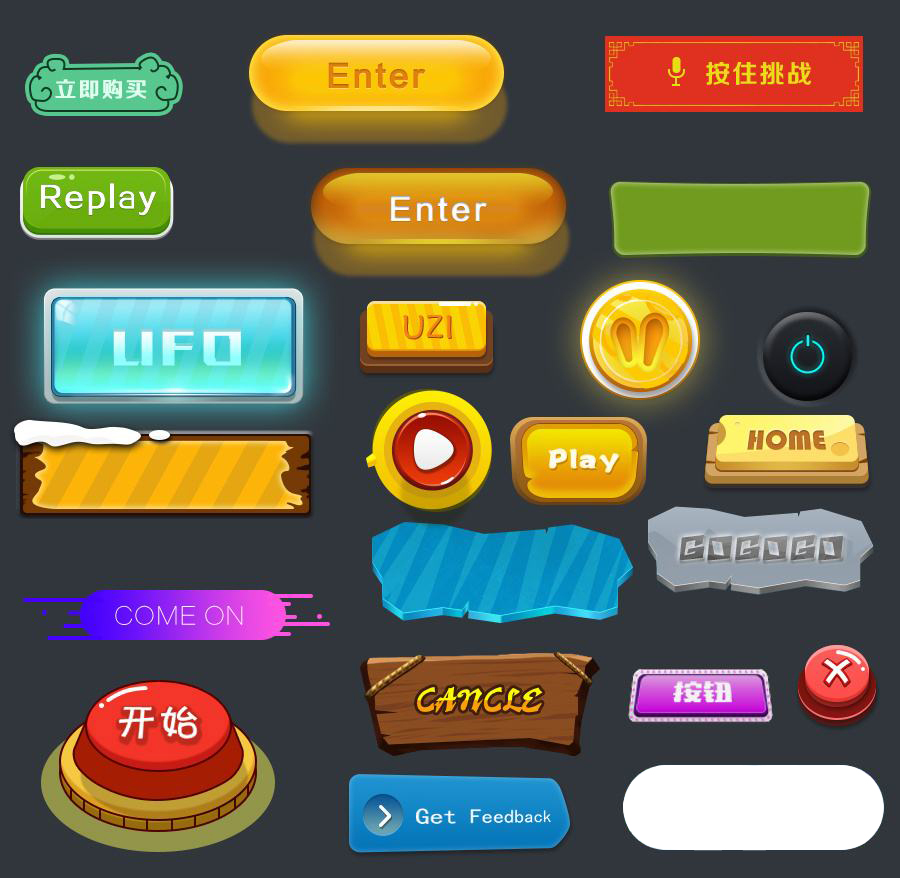 立即购买
Enter
按住挑战
Replay
Enter
UFO
UZI
Play
HOME
GOGOGO
COME ON
CANCLE
按钮
开始
Get Feedback